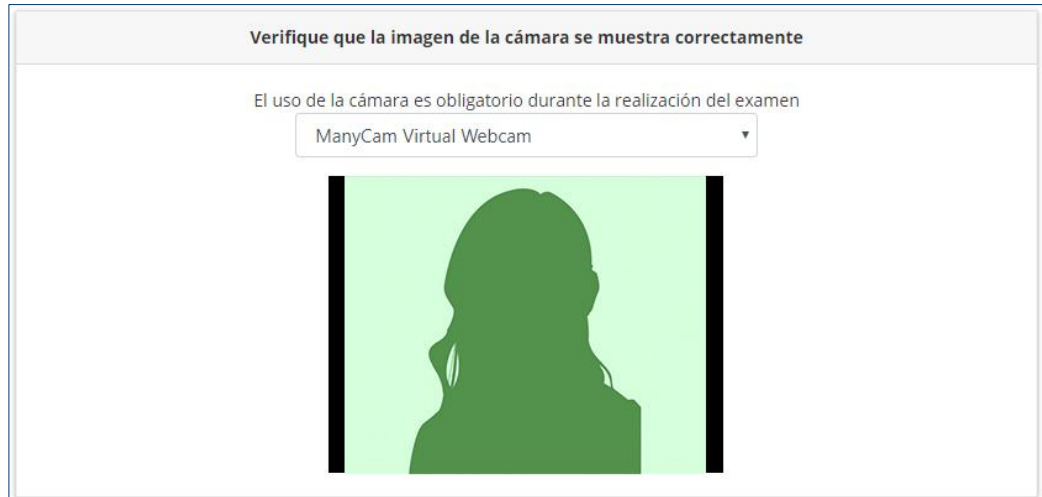 Verifique que la imagen de la cámara se muestra correctamente
El uso de la cámara es obligatorio durante la realización del examen
ManyCam Virtual Webcam